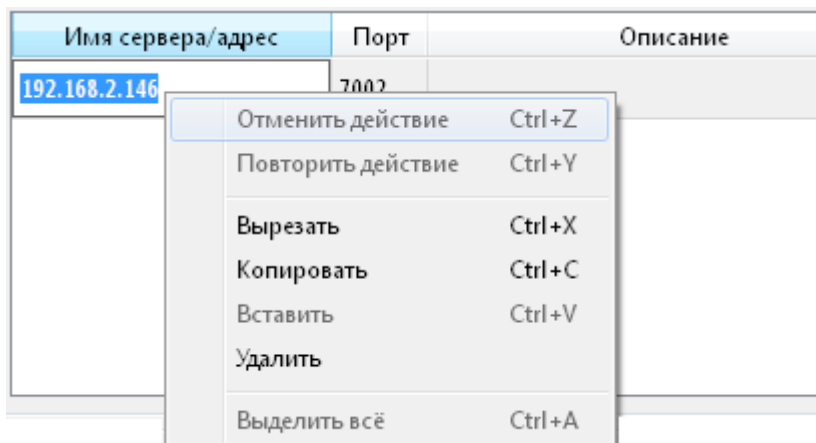 Имя сервера/адрес Порт Описание
192.168.2.146 7002
Отменить действие Ctrl+Z
Повторить действие Ctrl+Y
Вырезать Ctrl+X
Копировать Ctrl+C
Вставить Ctrl+V
Удалить
Выделить всё Ctrl+A